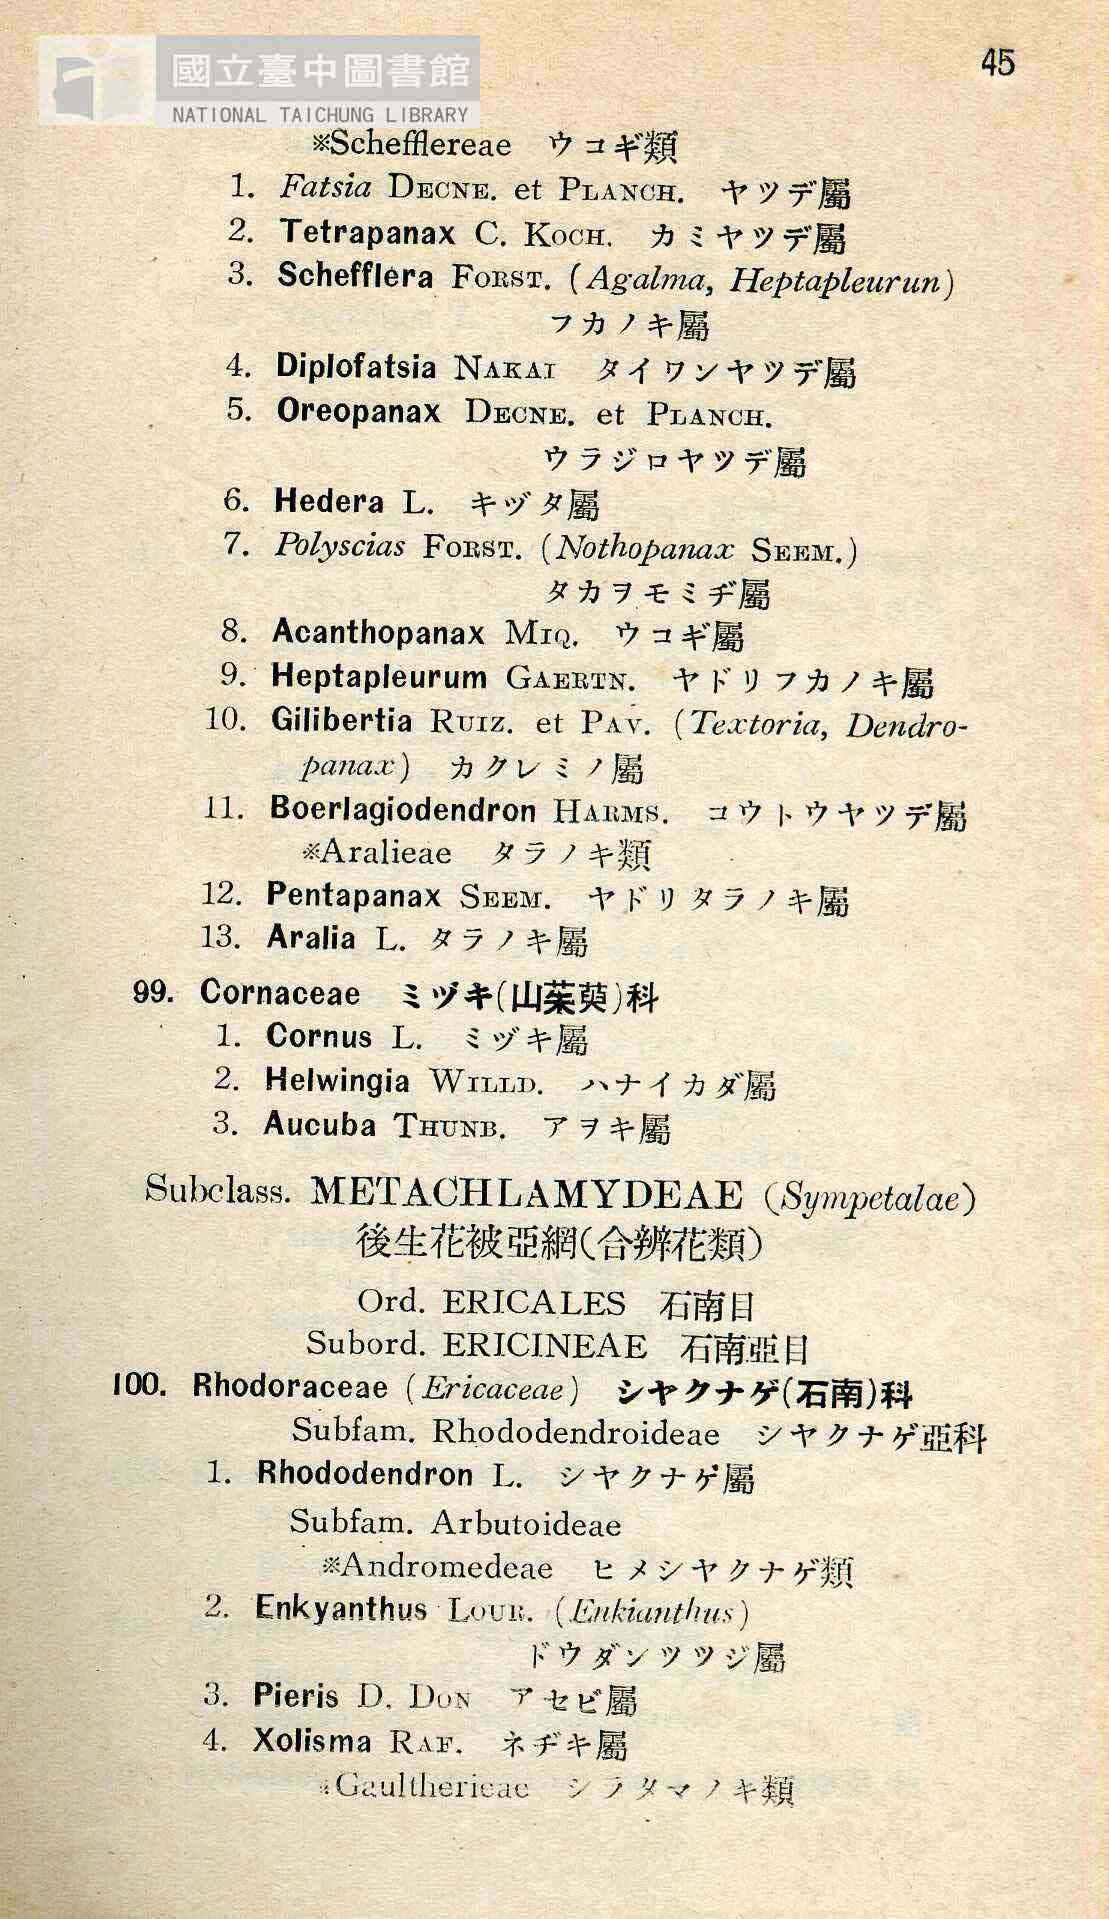 國立臺中圖書館
NATIONAL TAICHUNG LIBRARY
45
※Schefflereae ウコギ類
1. Fatsia DECNE. et PLANCH. ヤツデ屬
2. Tetrapanax C. KOCH. カミヤツデ屬
3. Schefflera FORST. (Agalma, Heptapleurun)
フカノキ屬
4. Diplofatsia NAKAI タイワンヤツデ屬
5. Oreopanax DECNE. et PLANCH.
ウラジロヤツデ屬
6. Hedera L. キヅタ屬
7. Polyscias FORST. (Nothopanax SEEM.)
タカヲモミヂ屬
8. Acanthopanax MIQ. ウコギ屬
9. Heptapleurum GAERTN. ヤドリフカノキ屬
10. Gilibertia RUIZ. et PAV. (Textoria, Dendro-
panax) カクレミノ屬
11. Boerlagiodendron HARMS. コウトウヤツデ屬
※Aralieae タラノキ類
12. Pentapanax SEEM. ヤドリタラノキ屬
13. Aralia L. タラノキ屬
99. Cornaceae ミヅキ(山茱萸)科
1. Cornus L. ミヅキ屬
2. Helwingia WILLD. ハナイカダ屬
3. Aucuba THUNB. アヲキ屬
Subclass. METACHLAMYDEAE (Sympetalae)
後生花被亞網(合辨花類)
Ord. ERICALES 石南目
Subord. ERICINEAE 石南亞目
100. Rhodoraceae (Ericaceae) シヤクナゲ(石南)科
Subfam. Rhododendroideae シヤクナゲ亞科
1. Rhododendron L. シヤクナゲ屬
Subfam. Arbutoideae
※Andromedeae ヒメシヤクナゲ類
2. Enkyanthus LOUR. (Enkianthus)
ドウダンツツジ屬
3. Pieris D. DON アセビ屬
4. Xolisma RAF. ネヂキ屬
※Gaulthericae シラタマノキ類